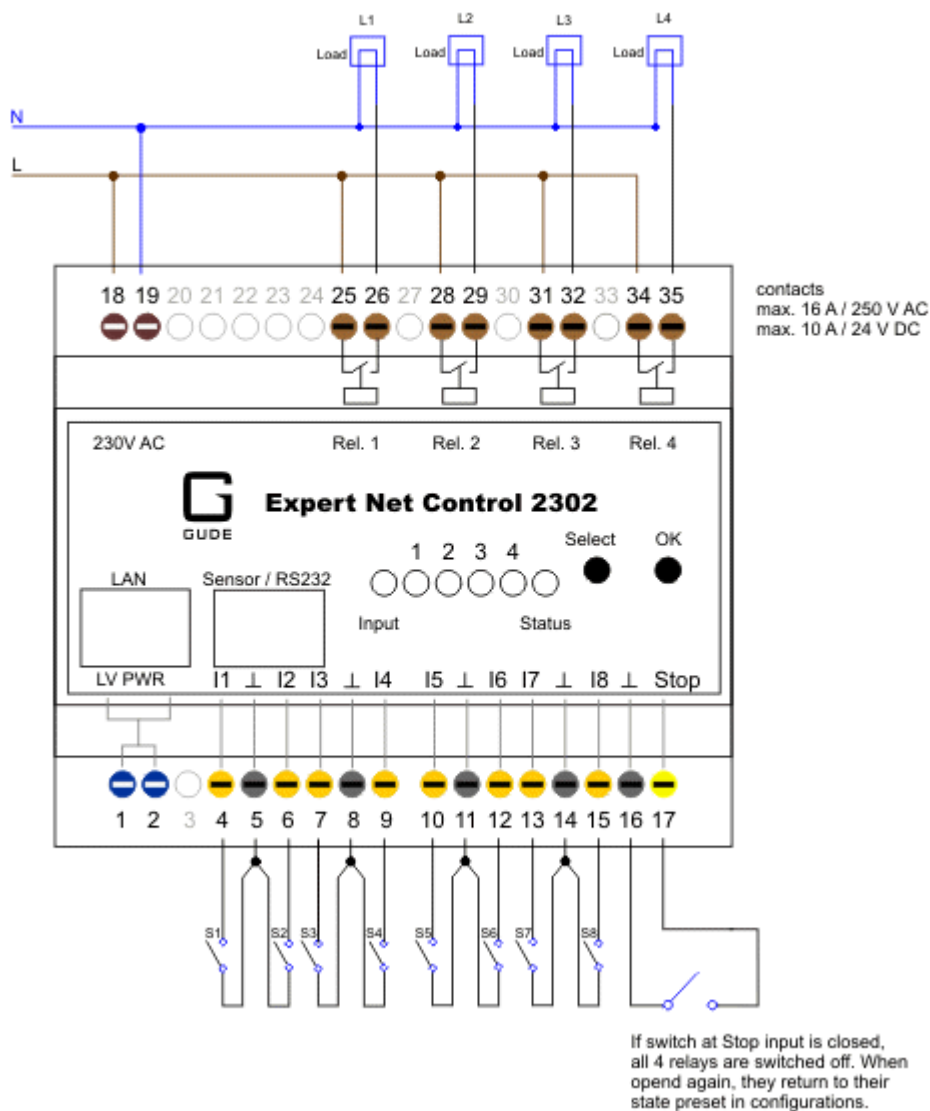 L1 L2 L3 L4
Load Load Load Load
N
L
18 19 20 21 22 23 24 25 26 27 28 29 30 31 32 33 34 35
contacts
max. 16 A / 250 V AC
max. 10 A / 24 V DC
230V AC Rel. 1 Rel. 2 Rel. 3 Rel. 4
G
GUDE
Expert Net Control 2302
Select OK
1 2 3 4
LAN Sensor / RS232
Input Status
LV PWR I1 ⊥ I2 I3 ⊥ I4 I5 ⊥ I6 I7 ⊥ I8 ⊥ Stop
1 2 3 4 5 6 7 8 9 10 11 12 13 14 15 16 17
S1 S2 S3 S4 S5 S6 S7 S8
If switch at Stop input is closed,
all 4 relays are switched off. When
opend again, they return to their
state preset in configurations.